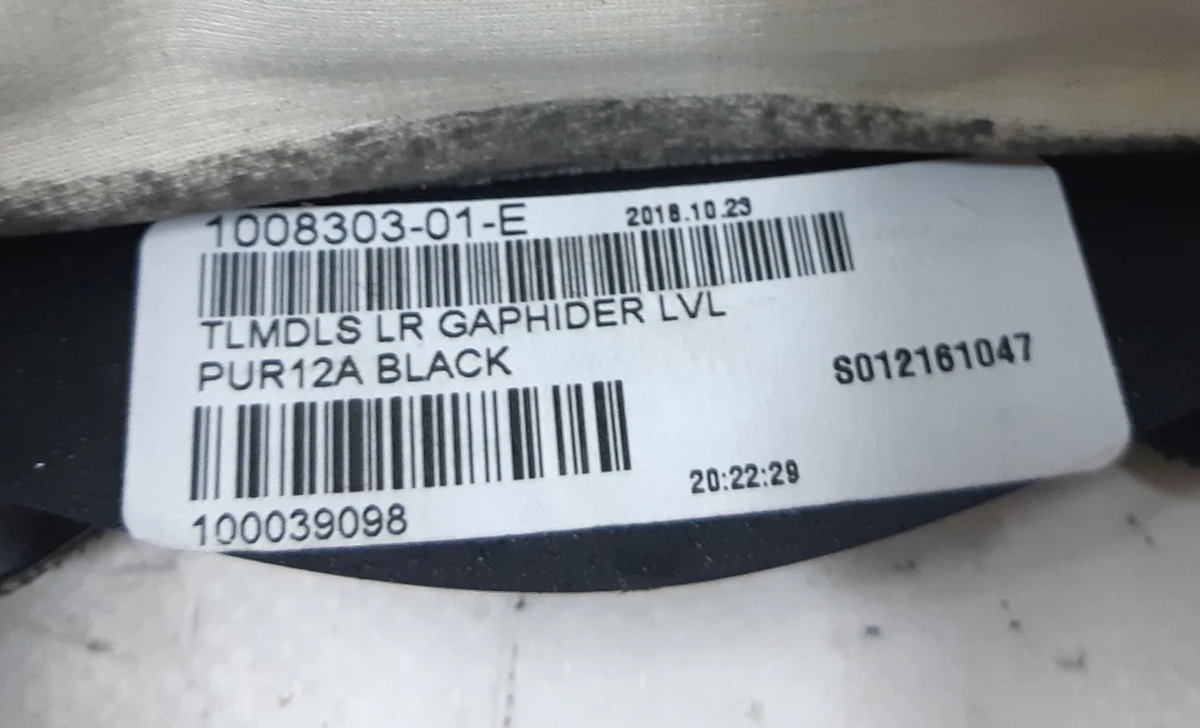 1008303-01-E 2018.10.23
TLMDLS LR GAPHIDER LVL
PUR12A BLACK
S012161047
20:22:29
100039098